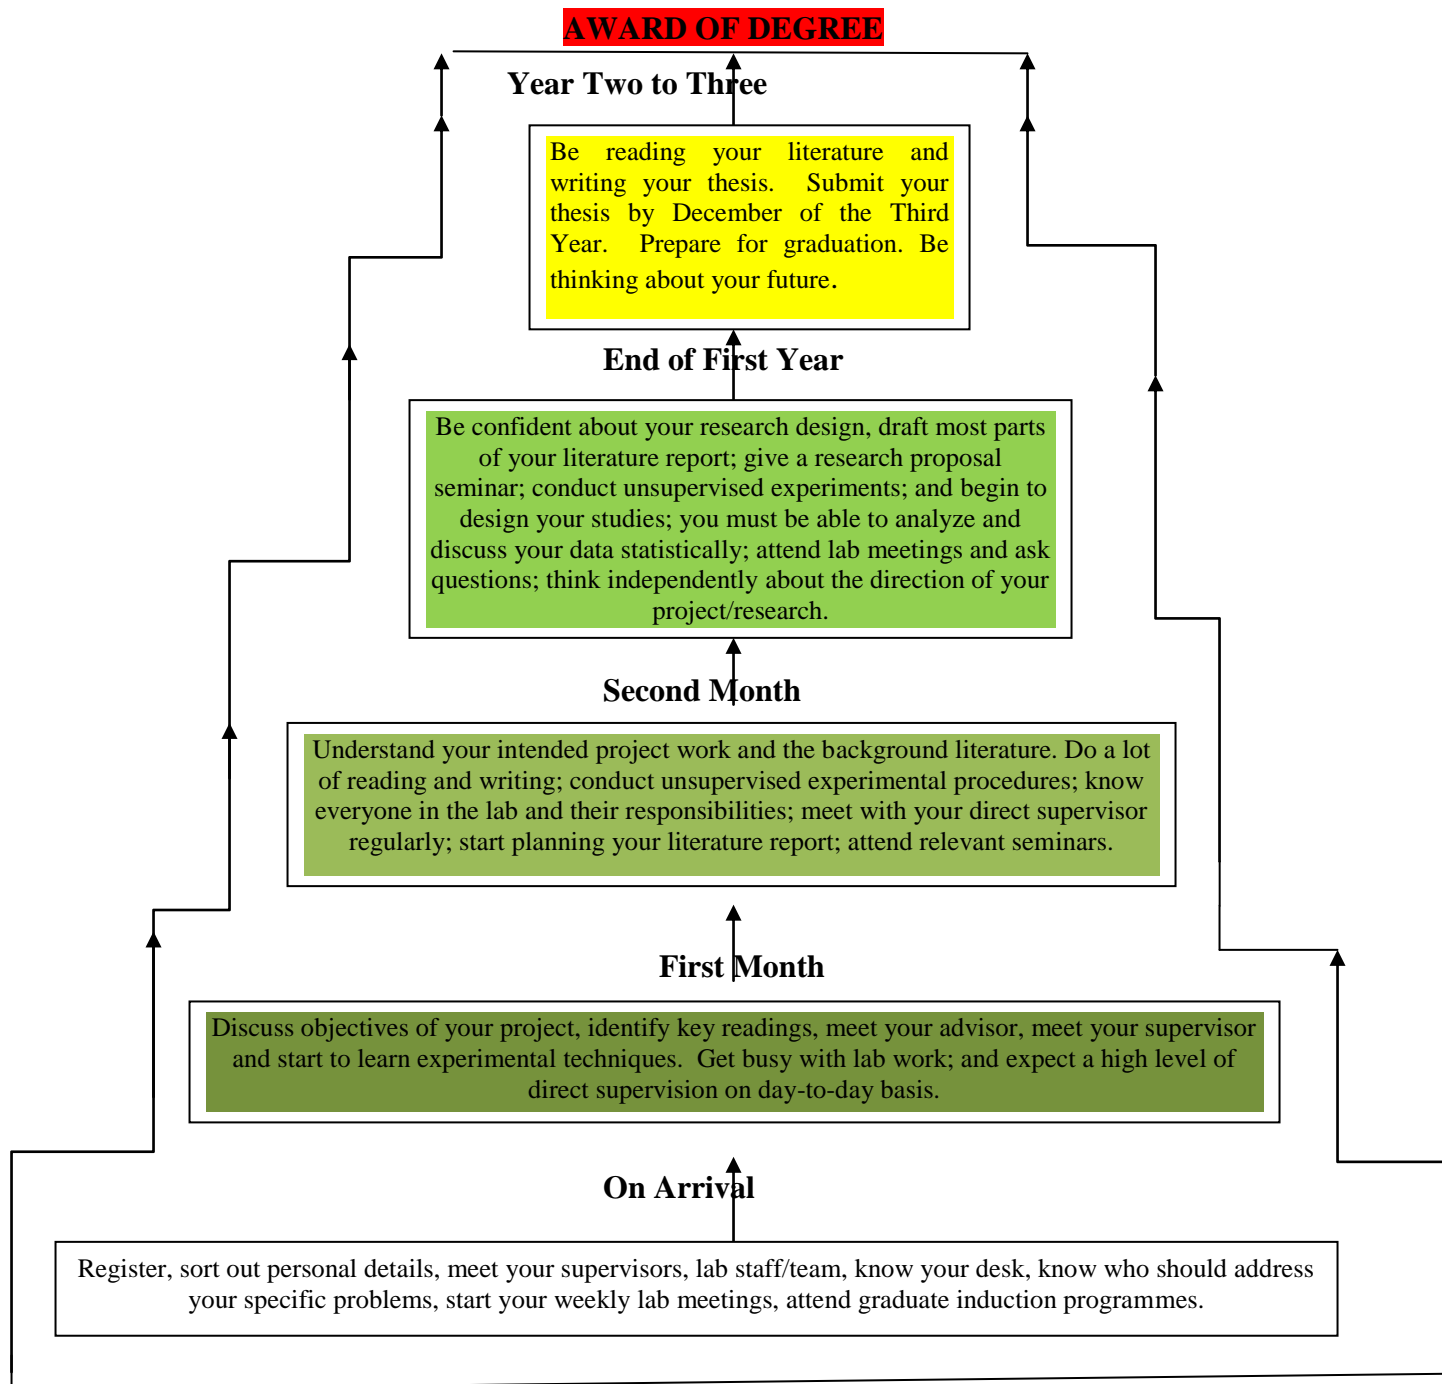 AWARD OF DEGREE
Year Two to Three
Be reading your literature and
writing your thesis. Submit your
thesis by December of the Third
Year. Prepare for graduation. Be
thinking about your future.
End of First Year
Be confident about your research design, draft most parts
of your literature report; give a research proposal
seminar; conduct unsupervised experiments; and begin to
design your studies; you must be able to analyze and
discuss your data statistically; attend lab meetings and ask
questions; think independently about the direction of your
project/research.
Second Month
Understand your intended project work and the background literature. Do a lot
of reading and writing; conduct unsupervised experimental procedures; know
everyone in the lab and their responsibilities; meet with your direct supervisor
regularly; start planning your literature report; attend relevant seminars.
First Month
Discuss objectives of your project, identify key readings, meet your advisor, meet your supervisor
and start to learn experimental techniques. Get busy with lab work; and expect a high level of
direct supervision on day-to-day basis.
On Arrival
Register, sort out personal details, meet your supervisors, lab staff/team, know your desk, know who should address
your specific problems, start your weekly lab meetings, attend graduate induction programmes.